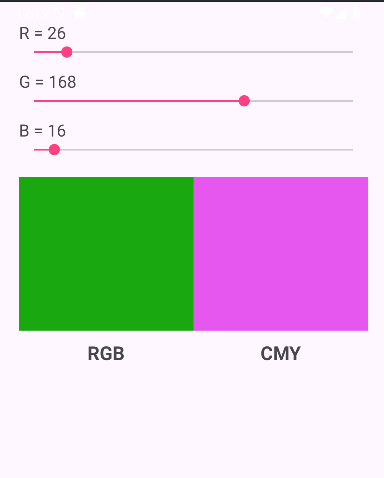 R = 26
G = 168
B = 16
RGB
CMY